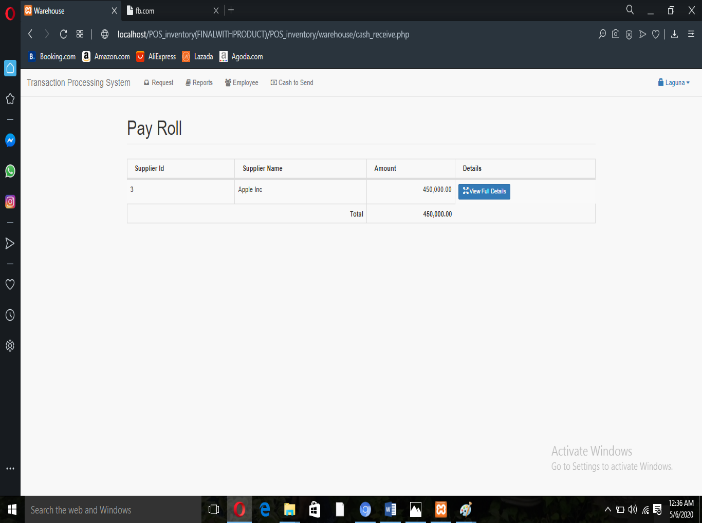 Warehouse
fb.com
localhost/POS_inventory(FINALWITHPRODUCT)/POS_inventory/warehouse/cash_receive.php
B. Booking.com a Amazon.com AliExpress Lazada Agoda.com
Transaction Processing System Request Reports Employee Cash to Send Laguna
Pay Roll
Supplier Id Supplier Name Amount Details
3 Apple Inc 450,000.00 View Full Details
Total 450,000.00
Activate Windows
Go to Settings to activate Windows.
Search the web and Windows
12:36 AM
5/6/2020